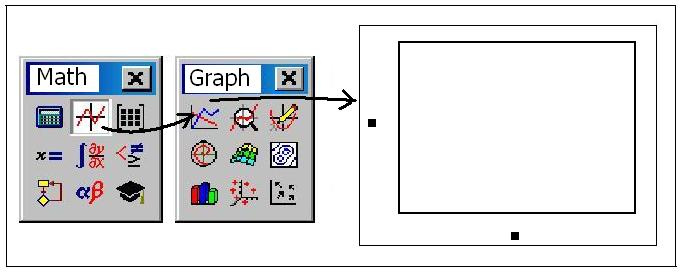 Math
Graph
x=
∫ ∂y/∂x
< ≠ ≥
αβ